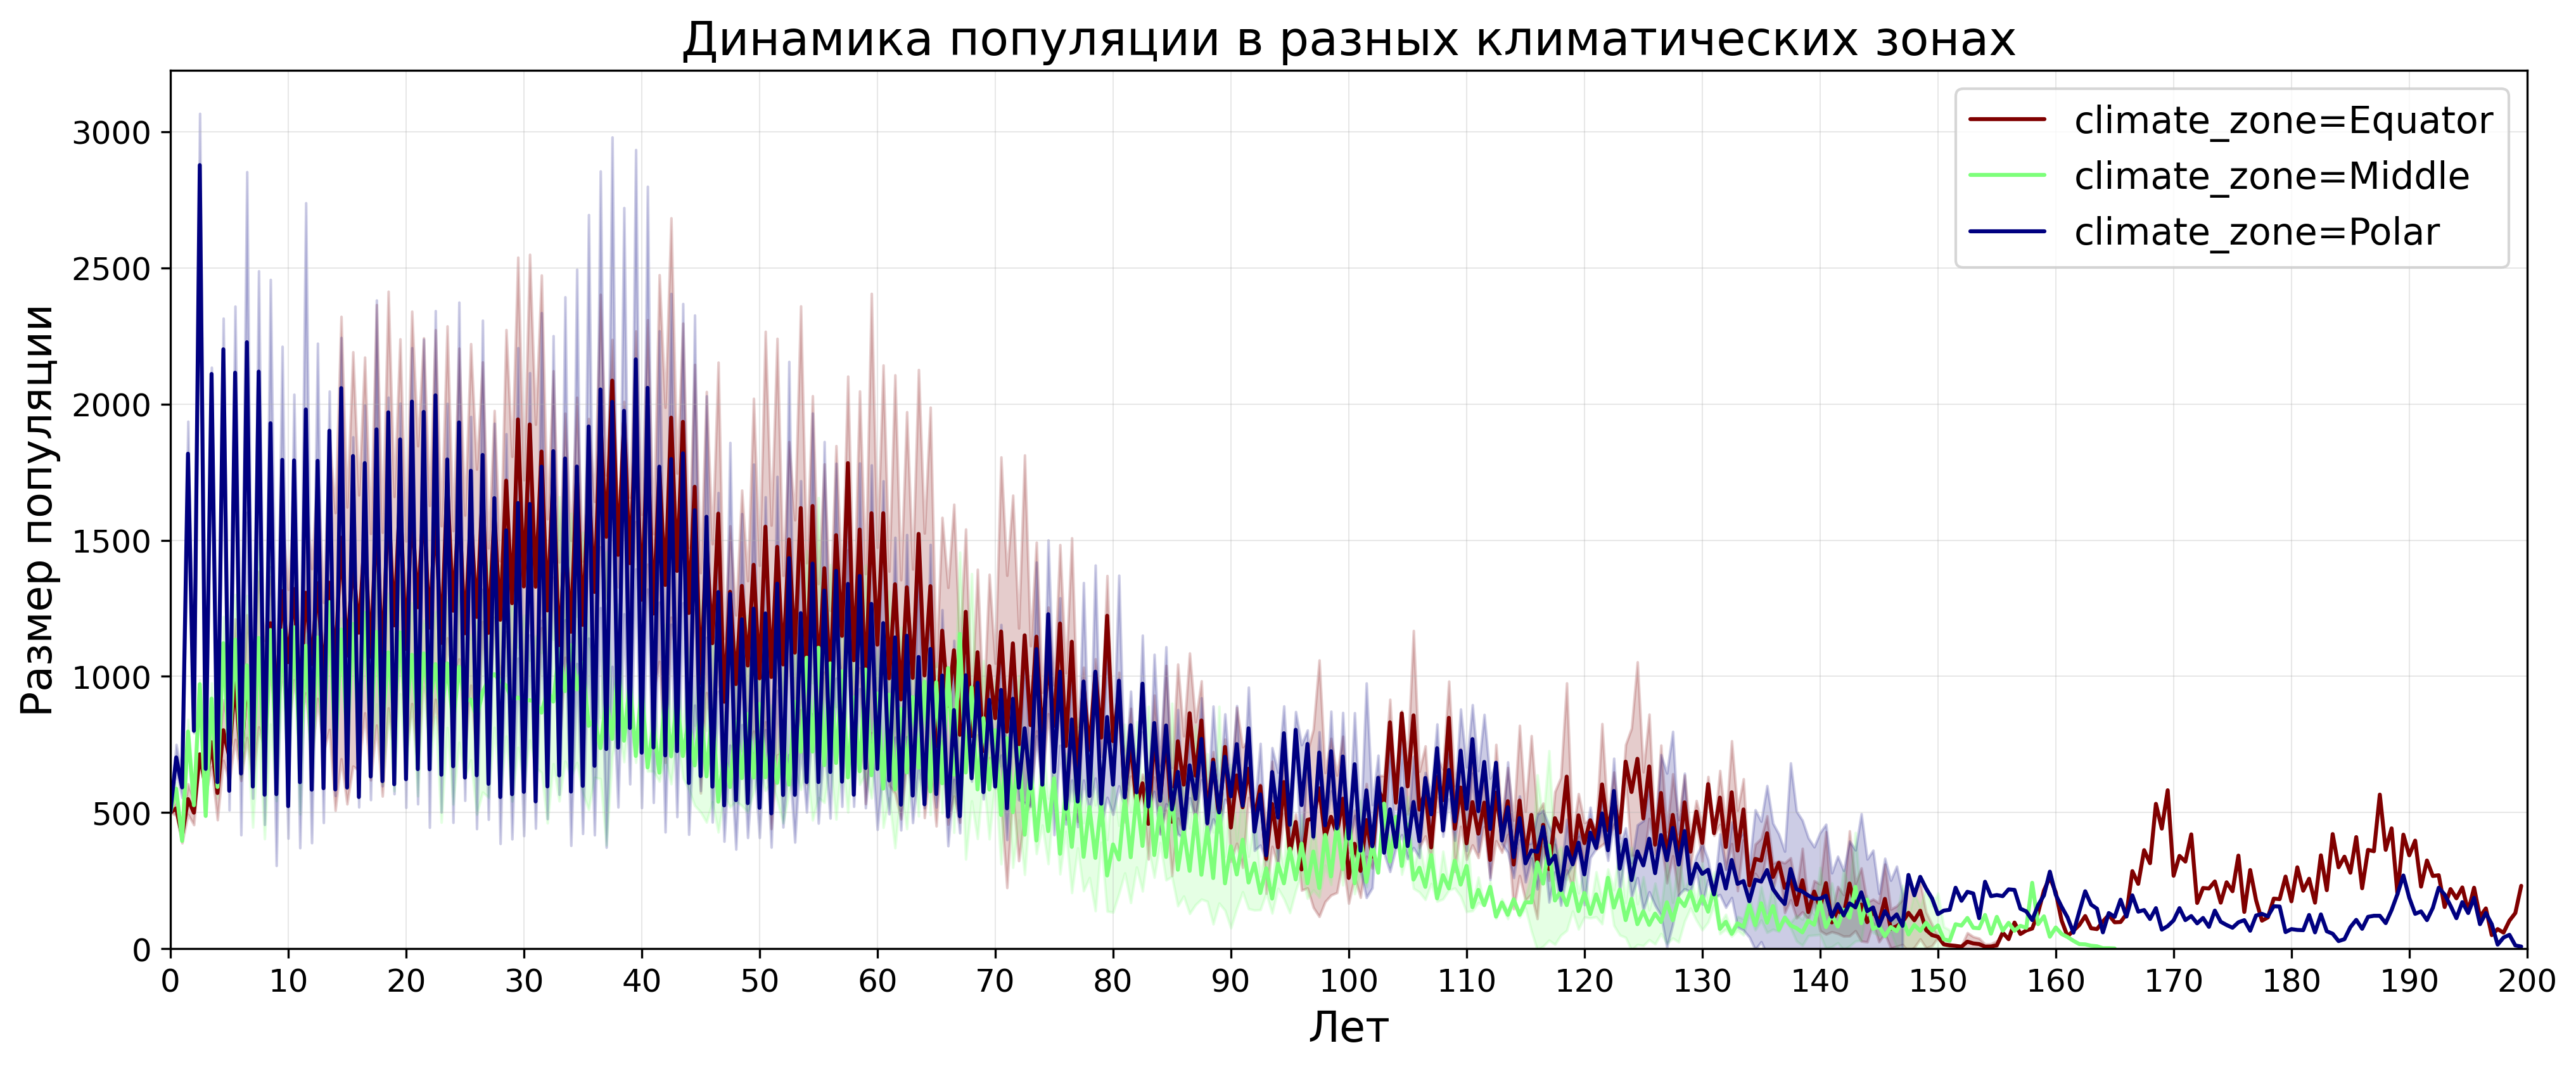 Динамика популяции в разных климатических зонах
Размер популяции
3000
2500
2000
1500
1000
500
0
climate_zone=Equator
climate_zone=Middle
climate_zone=Polar
0 10 20 30 40 50 60 70 80 90 100 110 120 130 140 150 160 170 180 190 200
Лет